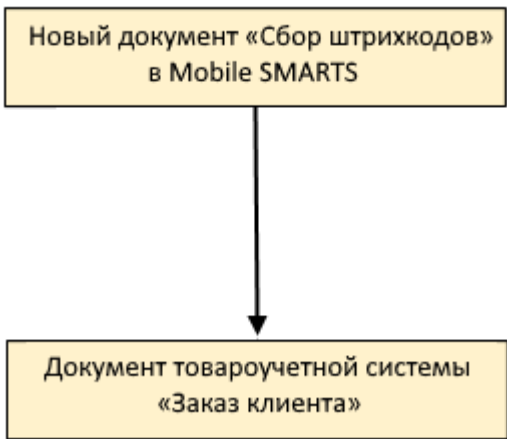 Новый документ «Сбор штрихкодов»
в Mobile SMARTS
Документ товароучетной системы
«Заказ клиента»